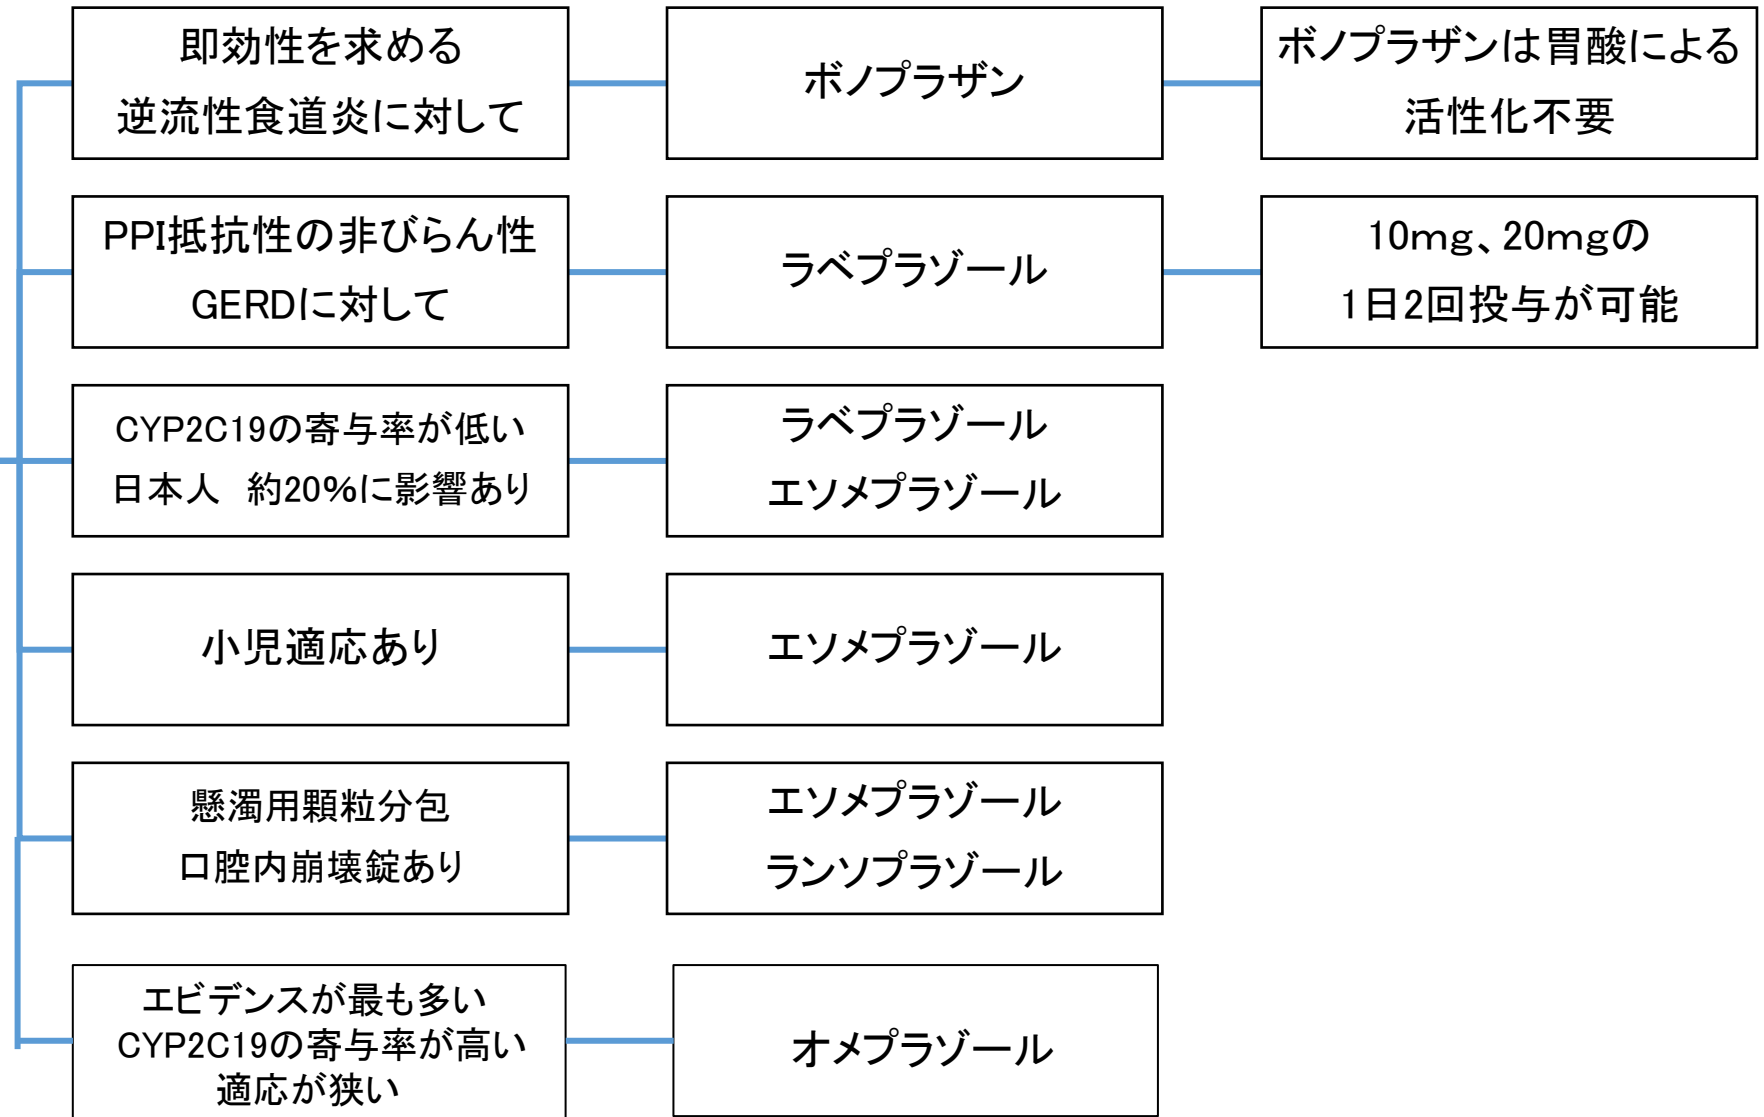 即効性を求める
逆流性食道炎に対して
ボノプラザン
ボノプラザンは胃酸による
活性化不要
PPI抵抗性の非びらん性
GERDに対して
ラベプラゾール
10mg、20mgの
1日2回投与が可能
CYP2C19の寄与率が低い
日本人　約20%に影響あり
ラベプラゾール
エソメプラゾール
小児適応あり
エソメプラゾール
懸濁用顆粒分包
口腔内崩壊錠あり
エソメプラゾール
ランソプラゾール
エビデンスが最も多い
CYP2C19の寄与率が高い
適応が狭い
オメプラゾール